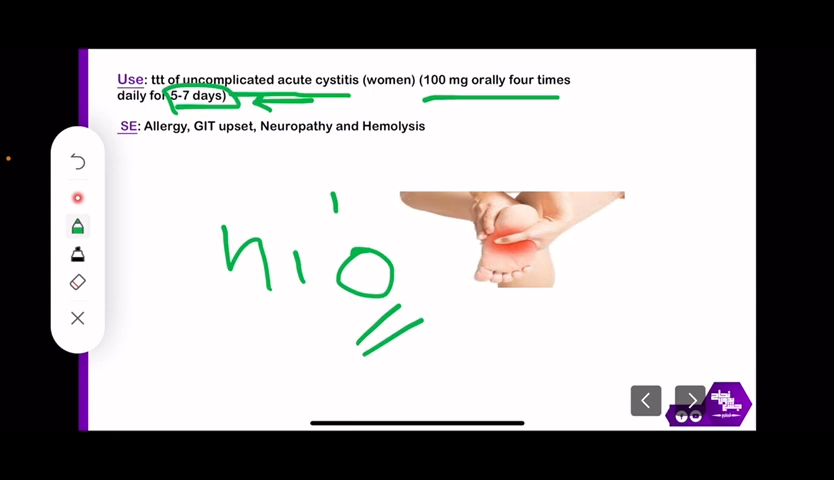 Use: ttt of uncomplicated acute cystitis (women) (100 mg orally four times
daily for 5-7 days)
SE: Allergy, GIT upset, Neuropathy and Hemolysis